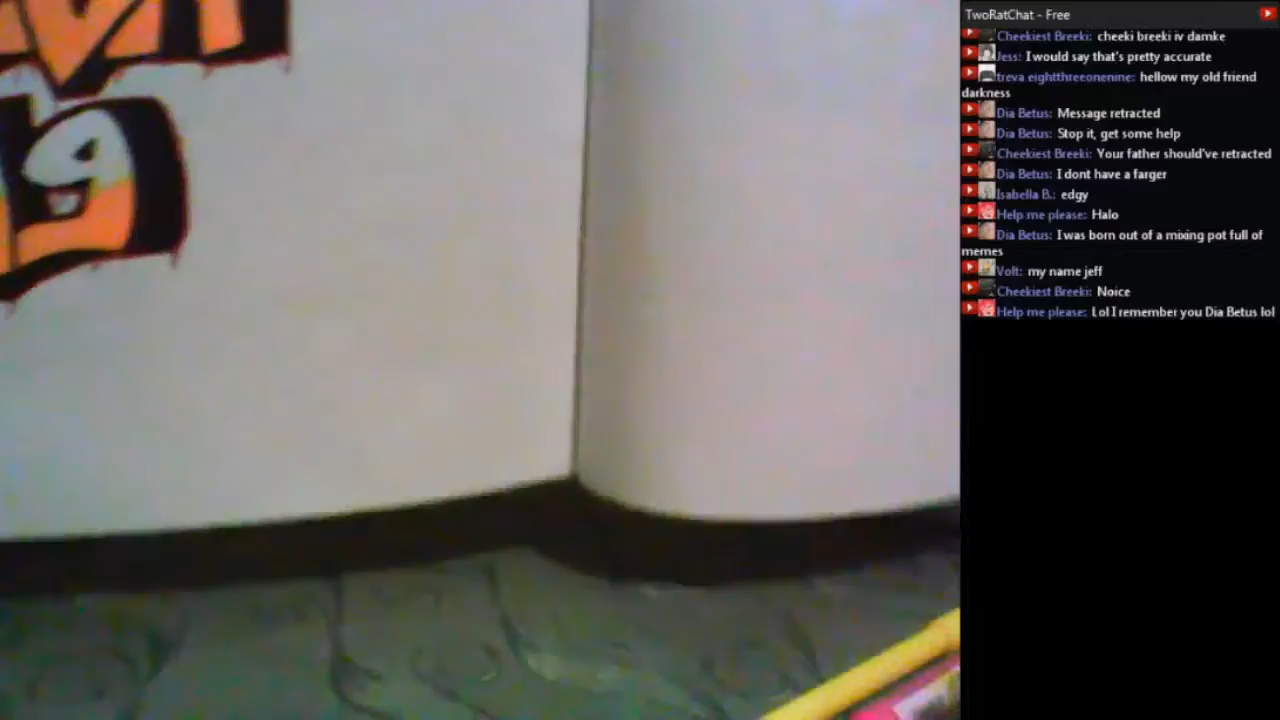 TwoRatChat - Free
Cheekiest Breeki: cheeki breeki iv damke
Jess: I would say that's pretty accurate
treva eightthreeonenine: hellow my old friend
darkness
Dia Betus: Message retracted
Dia Betus: Stop it, get some help
Cheekiest Breeki: Your father should've retracted
Dia Betus: I dont have a farger
Isabella B.: edgy
Help me please: Halo
Dia Betus: I was born out of a mixing pot full of
memes
Volt: my name jeff
Cheekiest Breeki: Noice
Help me please: Lol I remember you Dia Betus lol